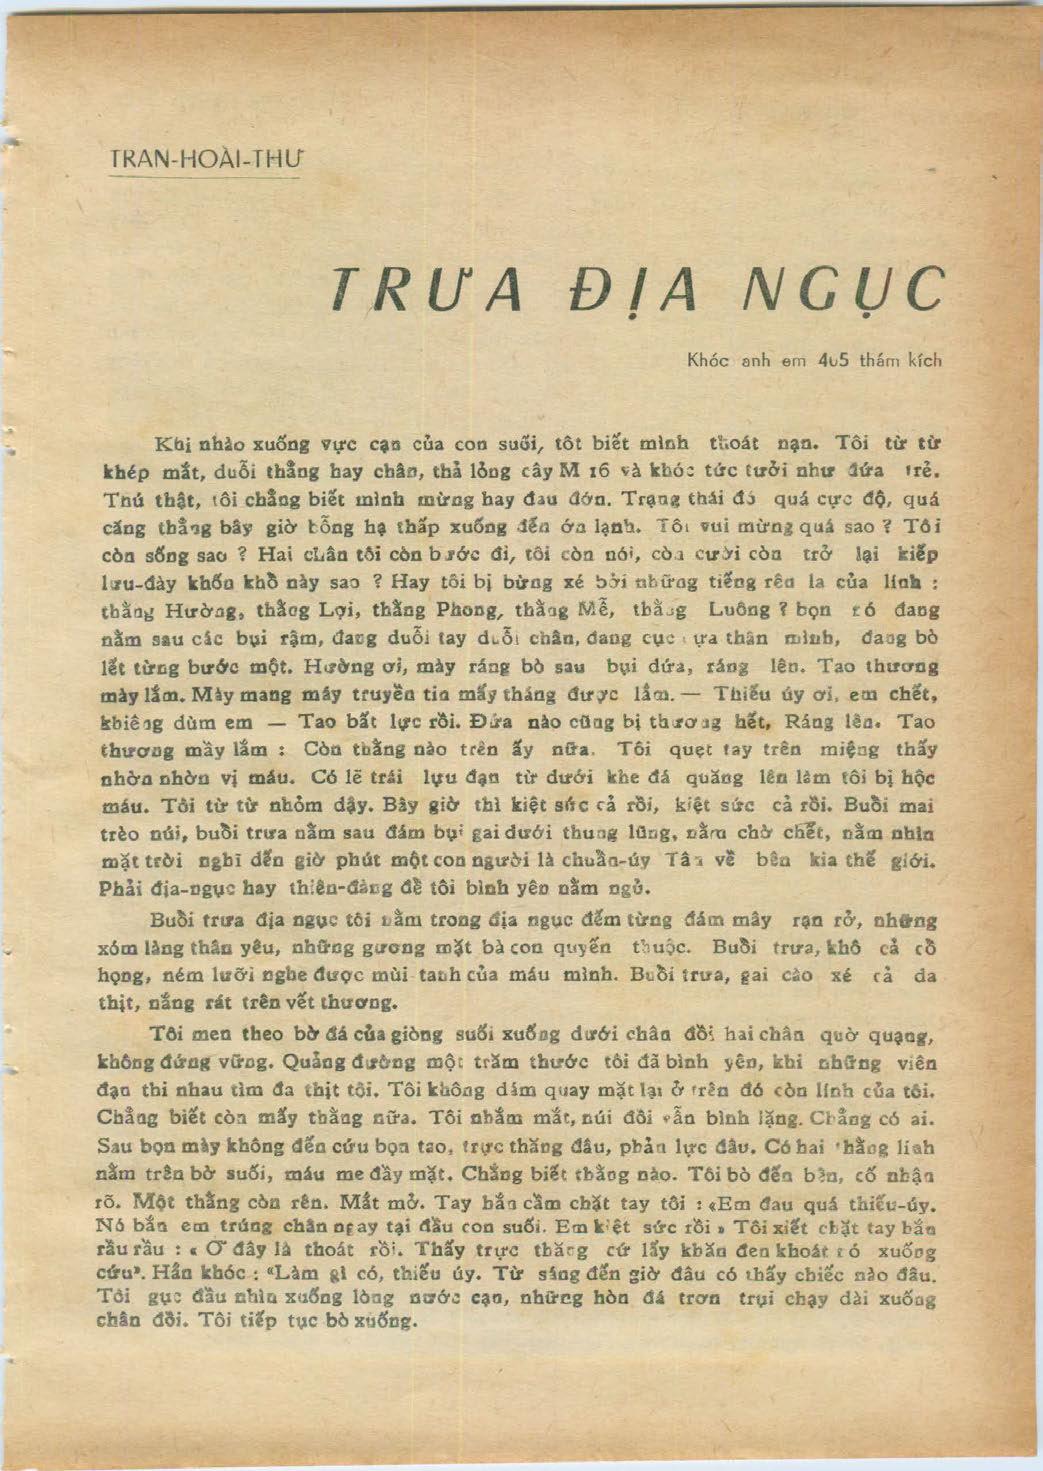 TRAN-HOÀI-THƯ
TRƯA ĐỊA NGỤC
Khóc anh em 405 thám kích
Khi nhào xuống vực cạn của con suối, tôt biết mình thoát nạn. Tôi từ từ
khép mắt, duỗi thẳng hay chân, thả lỏng cây M 16 và khóc tức tưởi như đứa trẻ.
Thú thật, tôi chẳng biết mình mừng hay đau đớn. Trạng thái đó quá cực độ, quá
căng thẳng bây giờ bỗng hạ thấp xuống đến ớn lạnh. Tôi vui mừng quá sao ? Tôi
còn sống sao ? Hai chân tôi còn bước đi, tôi còn nói, còn cười còn trở lại kiếp
lưu-đày khốn khổ này sao ? Hay tôi bị bừng xé bởi những tiếng rên la của lính :
thằng Hường, thằng Lợi, thằng Phong, thằng Mễ, thằng Luông ? bọn nó đang
nằm sau các bụi rậm, đang duỗi tay duỗi chân, đang cục cựa thân mình, đang bò
lết từng bước một. Hường ơi, mày ráng bò sau bụi dứa, ráng lên. Tao thương
mày lắm. Mày mang máy truyền tin mấy tháng được lắm. — Thiếu úy ơi, em chết,
khiêng dùm em — Tao bất lực rồi. Đứa nào cũng bị thương hết, Ráng lên. Tao
thương mầy lắm : Còn thằng nào trên ấy nữa. Tôi quẹt tay trên miệng thấy
nhờn nhờn vị máu. Có lẽ trái lựu đạn từ dưới khe đá quăng lên làm tôi bị hộc
máu. Tôi từ từ nhỏm dậy. Bây giờ thì kiệt sức cả rồi, kiệt sức cả rồi. Buổi mai
trèo núi, buổi trưa nằm sau đám bụi gai dưới thung lũng, nằm chờ chết, nằm nhìn
mặt trời nghĩ đến giờ phút một con người là chuẩn-úy Tân về bên kia thế giới.
Phải địa-ngục hay thiên-đàng để tôi bình yên nằm ngủ.
Buổi trưa địa ngục tôi nằm trong địa ngục đếm từng đám mây rạn rở, những
xóm làng thân yêu, những gương mặt bà con quyến thuộc. Buổi trưa, khô cả cổ
họng, ném lưỡi nghe được mùi tanh của máu mình. Buổi trưa, gai cào xé cả da
thịt, nắng rát trên vết thương.
Tôi men theo bờ đá của giòng suối xuống dưới chân đồi hai chân quờ quạng,
không đứng vững. Quảng đường một trăm thước tôi đã bình yên, khi những viên
đạn thi nhau tìm da thịt tôi. Tôi không dám quay mặt lại ở trên đó còn lính của tôi.
Chẳng biết còn mấy thằng nữa. Tôi nhắm mắt, núi đồi vẫn bình lặng. Chẳng có ai.
Sau bọn mày không đến cứu bọn tao, trực thăng đâu, phản lực đâu. Có hai thằng lính
nằm trên bờ suối, máu me đầy mặt. Chẳng biết thằng nào. Tôi bò đến bên, cố nhận
rõ. Một thằng còn rên. Mắt mở. Tay hắn cầm chặt tay tôi : «Em đau quá thiếu-úy.
Nó bắn em trúng chân ngay tại đầu con suối. Em kiệt sức rồi » Tôi xiết chặt tay hắn
rầu rầu : « Ở đây là thoát rồi. Thấy trực thăng cứ lấy khăn đen khoát nó xuống
cứu". Hắn khóc : "Làm gì có, thiếu úy. Từ sáng đến giờ đâu có thấy chiếc nào đâu.
Tôi gục đầu nhìn xuống lòng nước cạn, những hòn đá trơn trụi chạy dài xuống
chân đồi. Tôi tiếp tục bò xuống.